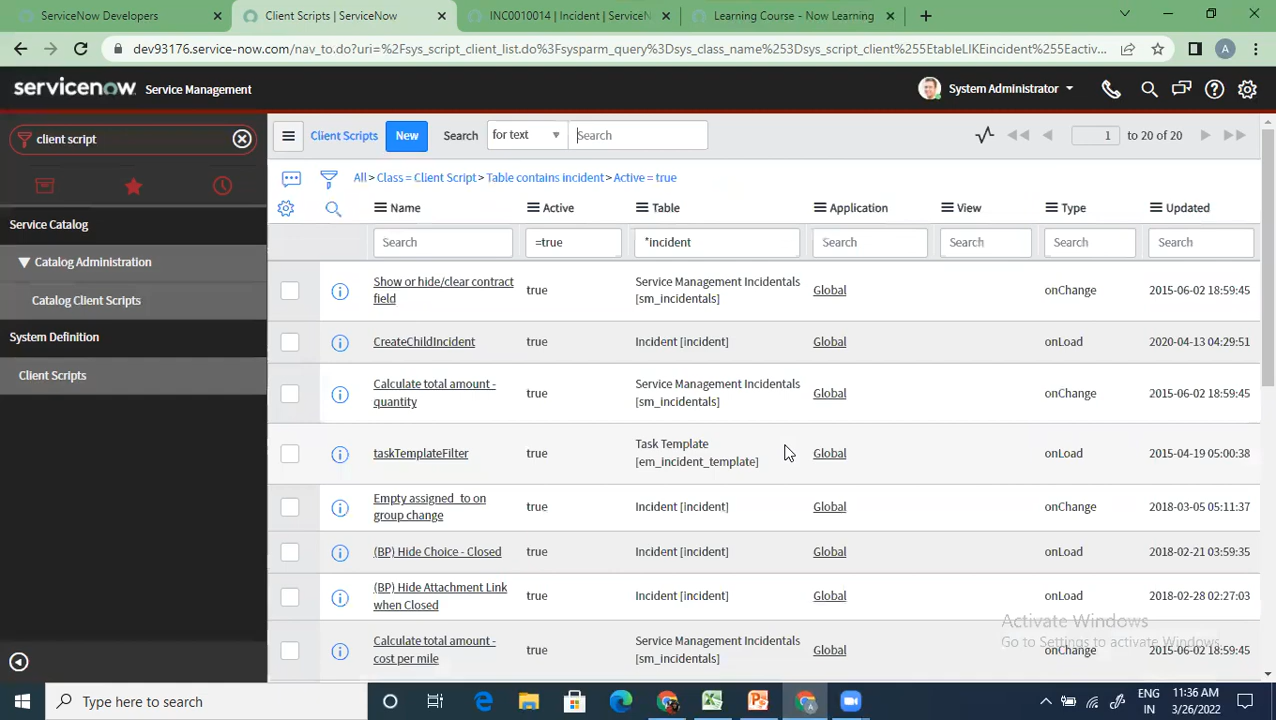 ServiceNow Developers
Client Scripts | ServiceNow
INC0010014 | Incident | ServiceN
Learning Course - Now Learning
dev93176.service-now.com/nav_to.do?uri=%2Fsys_script_client_list.do%3Fsysparm_query%3Dsys_class_name%253Dsys_script_client%255EtableLIKEincident%255Eactiv...
A
servicenow Service Management
System Administrator
client script
Client Scripts New Search for text Search
1 to 20 of 20
All > Class = Client Script > Table contains incident > Active = true
Name Active Table Application View Type Updated
Search =true *incident Search Search Search Search
Service Catalog
Catalog Administration
Catalog Client Scripts
System Definition
Client Scripts
Show or hide/clear contract field true Service Management Incidentals [sm_incidentals] Global onChange 2015-06-02 18:59:45
CreateChildIncident true Incident [incident] Global onLoad 2020-04-13 04:29:51
Calculate total amount - quantity true Service Management Incidentals [sm_incidentals] Global onChange 2015-06-02 18:59:45
taskTemplateFilter true Task Template [em_incident_template] Global onLoad 2015-04-19 05:00:38
Empty assigned_to on group change true Incident [incident] Global onChange 2018-03-05 05:11:37
(BP) Hide Choice - Closed true Incident [incident] Global onLoad 2018-02-21 03:59:35
(BP) Hide Attachment Link when Closed true Incident [incident] Global onLoad 2018-02-28 02:27:03
Calculate total amount - cost per mile true Service Management Incidentals [sm_incidentals] Global onChange 2015-06-02 18:59:45
Activate Windows
Go to Settings to activate Windows.
Type here to search
ENG
IN
11:36 AM
3/26/2022